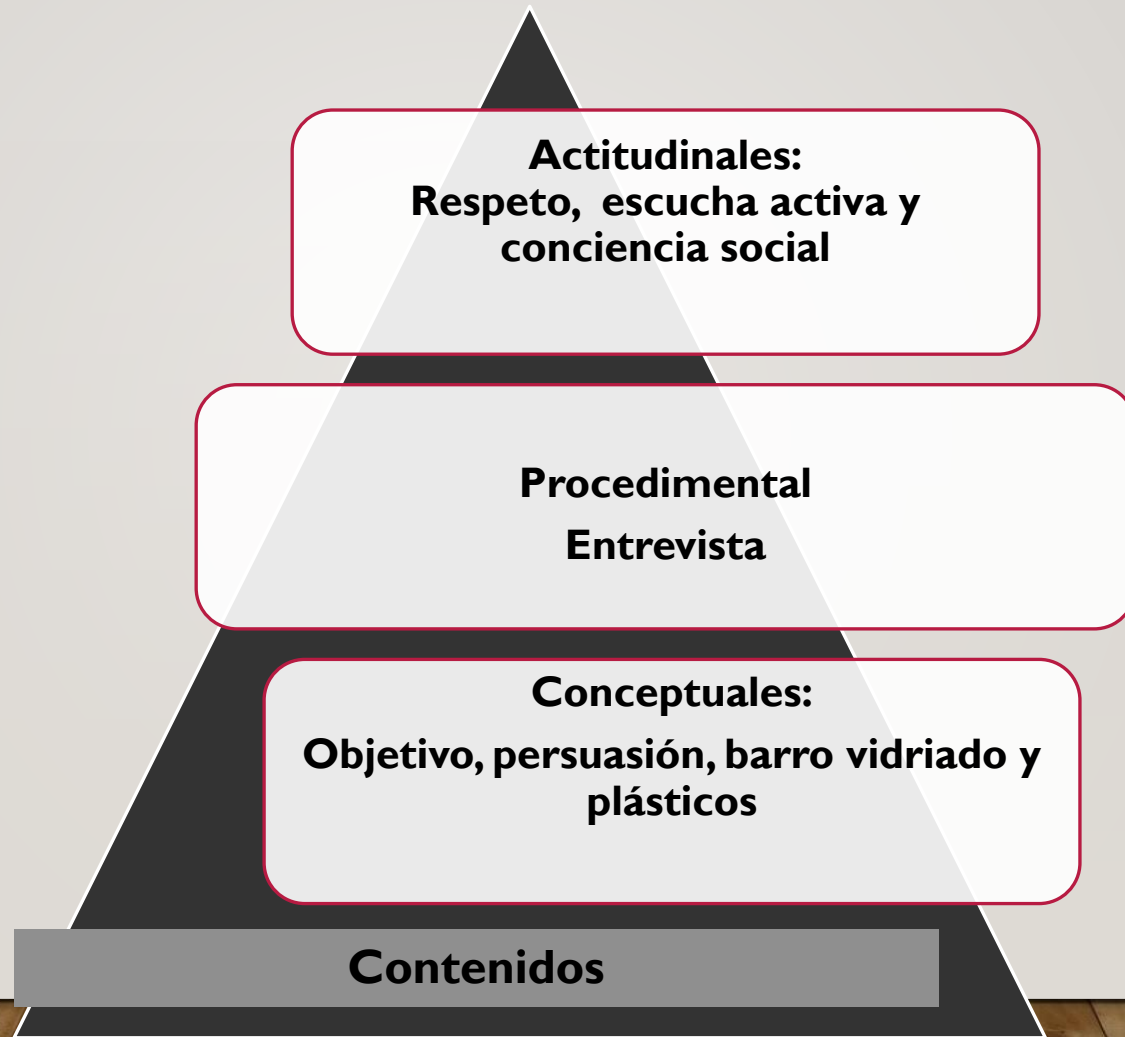 Actitudinales:
Respeto, escucha activa y
conciencia social
Procedimental
Entrevista
Conceptuales:
Objetivo, persuasión, barro vidriado y
plásticos
Contenidos